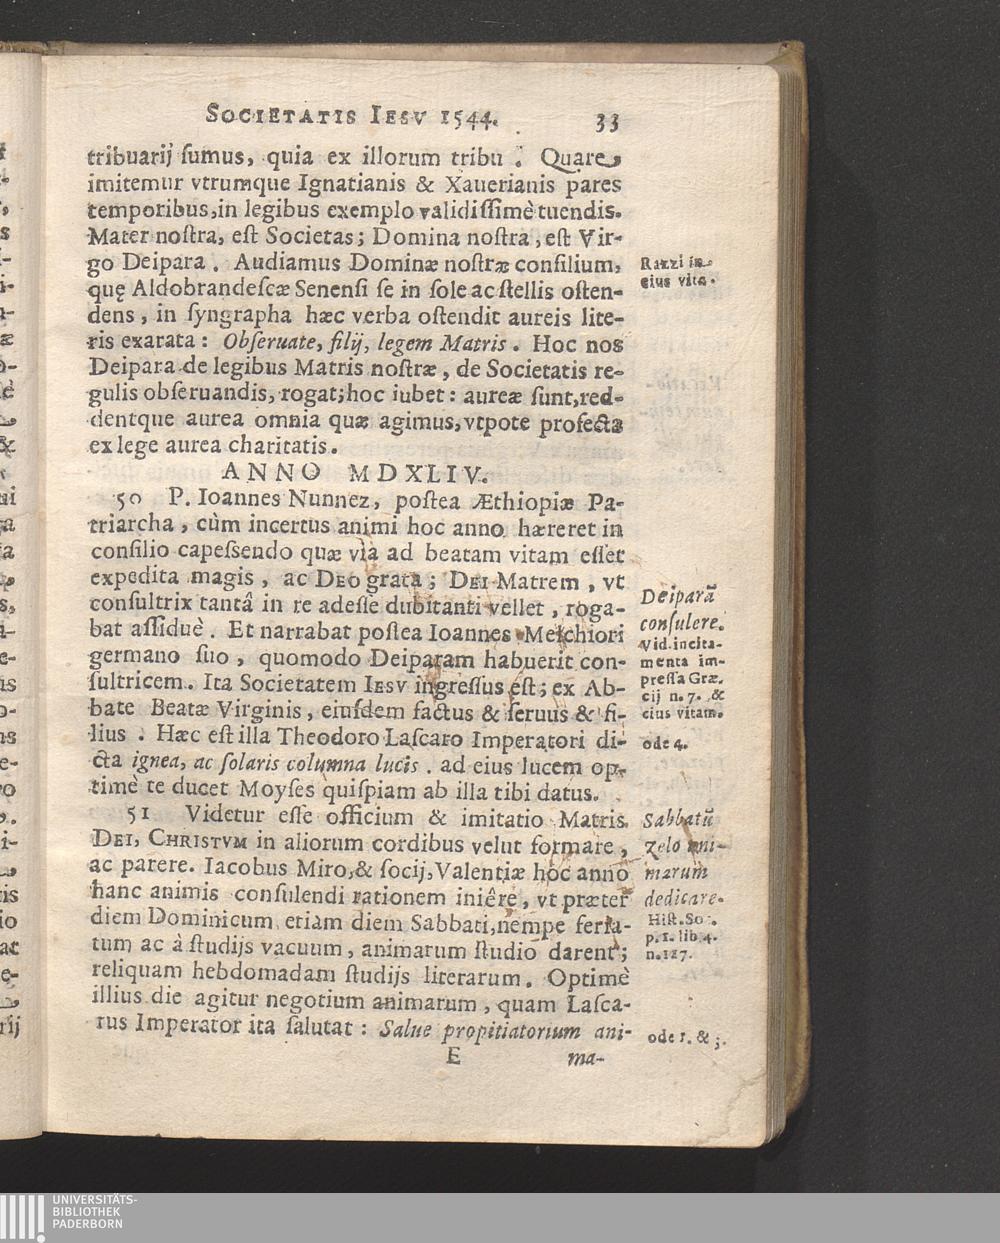 SOCIETATIS IESV 1544. 33
tribuarij ſumus, quia ex illorum tribu. Quare
imitemur vtrumque Ignatianis & Xauerianis pares
temporibus, in legibus exemplo validiſſimè tuendis.
Mater noſtra, eſt Societas; Domina noſtra, eſt Vir-
go Deipara. Audiamus Dominæ noſtræ conſilium,
quę Aldobrandeſcæ Senenſi ſe in ſole ac ſtellis oſten-
dens, in ſyngrapha hæc verba oſtendit aureis lite-
ris exarata: Obſeruate, filij, legem Matris. Hoc nos
Deipara de legibus Matris noſtræ, de Societatis re-
gulis obſeruandis, rogat; hoc iubet: aureæ ſunt, red-
dentque aurea omnia quæ agimus, vtpote profecta
ex lege aurea charitatis.
Razzi in
eius vita.
ANNO MDXLIV.
50 P. Ioannes Nunnez, poſtea Æthiopiæ Pa-
triarcha, cùm incertus animi hoc anno hæreret in
conſilio capeſsendo quæ via ad beatam vitam eſſet
expedita magis, ac DEO grata; DEI Matrem, vt
conſultrix tantâ in re adeſſe dubitanti vellet, roga-
bat aſſiduè. Et narrabat poſtea Ioannes Melchiori
germano ſuo, quomodo Deiparam habuerit con-
ſultricem. Ita Societatem IESV ingreſſus eſt; ex Ab-
bate Beatæ Virginis, eiuſdem factus & ſeruus & fi-
lius. Hæc eſt illa Theodoro Laſcaro Imperatori di-
cta ignea, ac ſolaris columna lucis. ad eius lucem op-
timè te ducet Moyſes quiſpiam ab illa tibi datus.
Deiparā
conſulere.
Vid. incita-
menta im-
preſſa Græ.
cij n. 7. &
eius vitam.
ode 4.
51 Videtur eſſe officium & imitatio Matris
DEI, CHRISTVM in aliorum cordibus velut formare,
ac parere. Iacobus Miro, & ſocij, Valentiæ hoc anno
hanc animis conſulendi rationem iniêre, vt præter
diem Dominicum etiam diem Sabbati, nempe feria-
tum ac à ſtudijs vacuum, animarum ſtudio darent;
reliquam hebdomadam ſtudijs literarum. Optimè
illius die agitur negotium animarum, quam Laſca-
rus Imperator ita ſalutat: Salue propitiatorium ani-
Sabbatū
zelo ani-
marum
dedicare.
Hiſt. Soc.
p. 1. lib. 4.
n. 127.
ode 1. & 3.
E ma-
UNIVERSITÄTS-
BIBLIOTHEK
PADERBORN